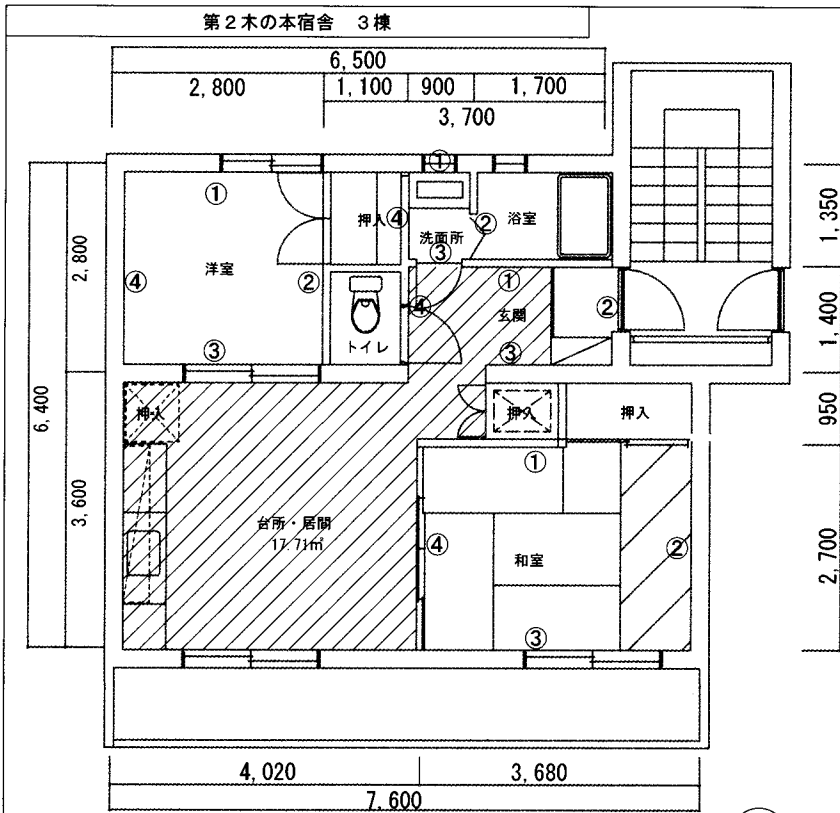 第2木の本宿舎　3棟
6,500
2,800
1,100
900
1,700
3,700
6,400
2,800
3,600
1,350
1,400
950
2,700
①
④
洋室
②
③
押入
④
①
洗面所
③
②
浴室
トイレ
④
①
玄関
②
③
押入
押入
押入
台所・居間
17.71㎡
①
④
和室
②
③
4,020
3,680
7,600